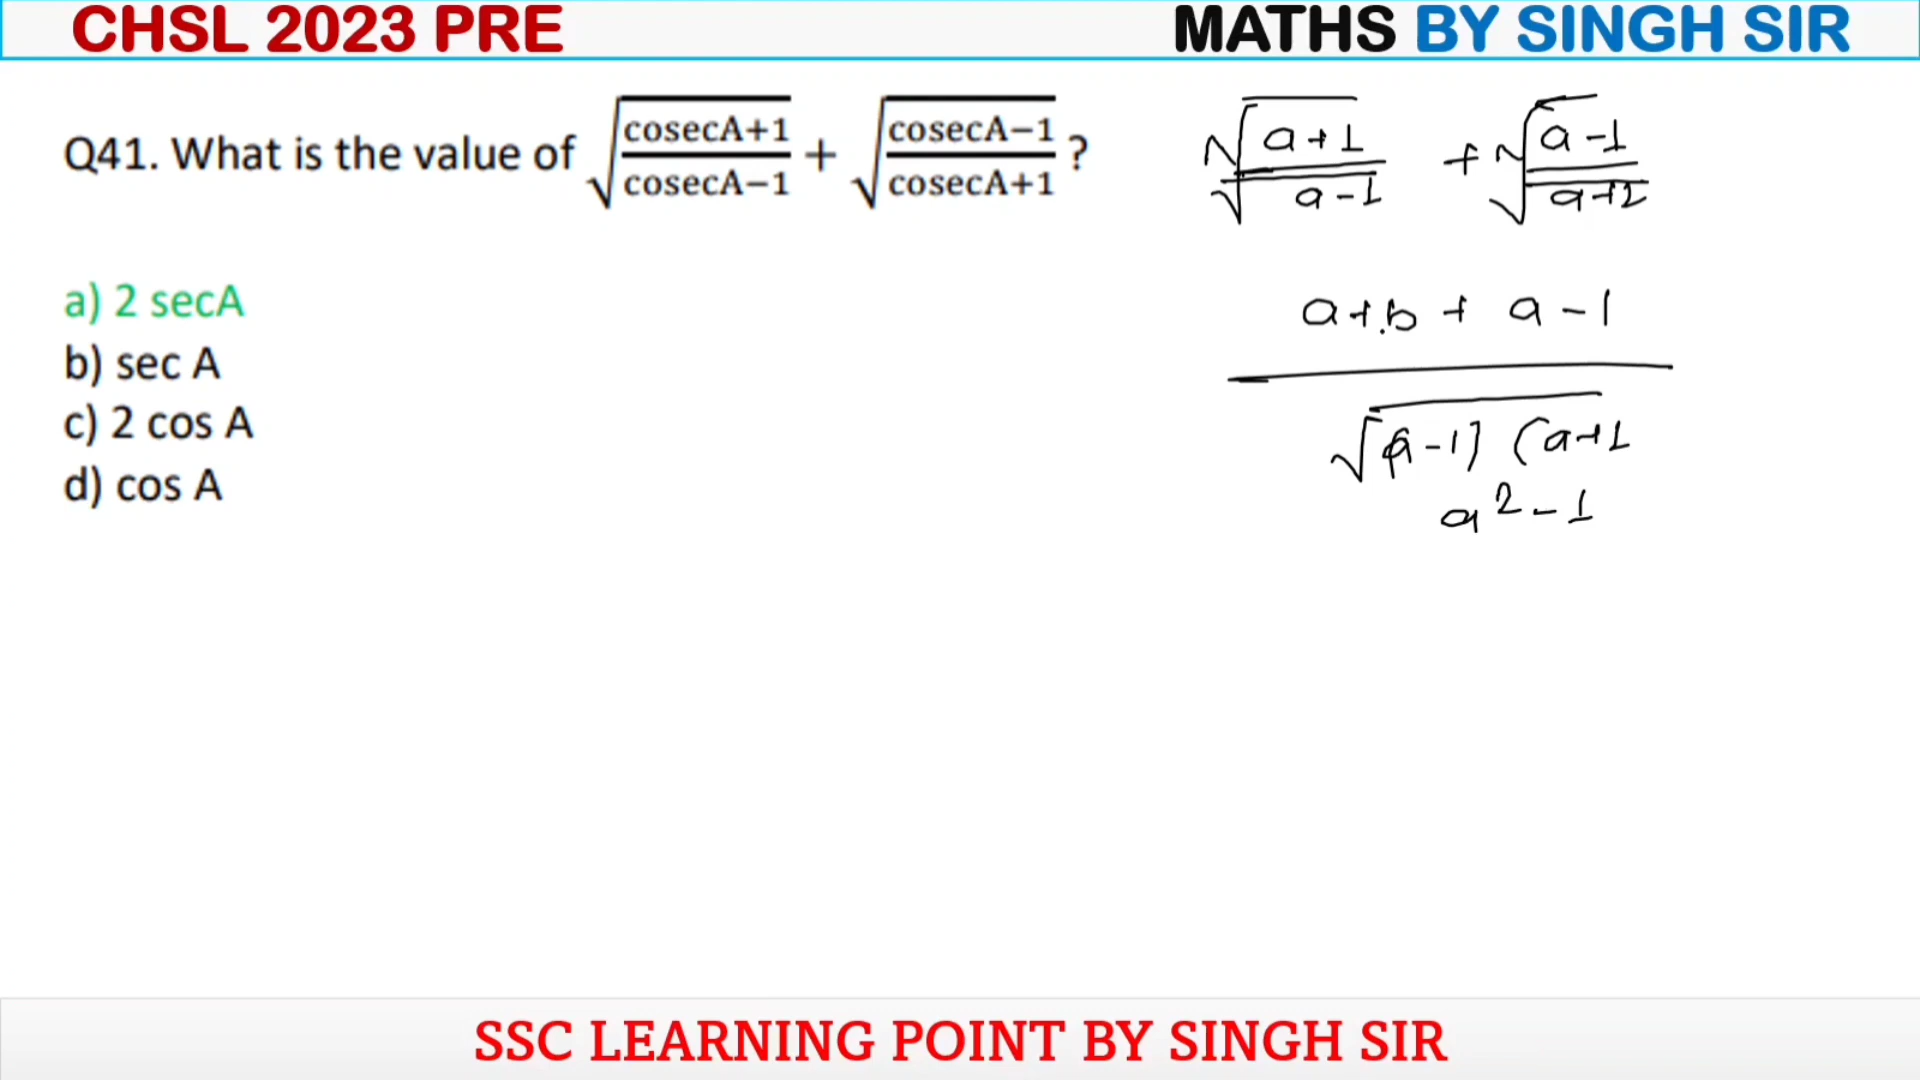 CHSL 2023 PRE
MATHS BY SINGH SIR
Q41. What is the value of √(cosecA+1/cosecA−1) + √(cosecA−1/cosecA+1) ?
√(a+1)/√(a-1) + √(a-1)/√(a+1)
a) 2 secA
b) sec A
c) 2 cos A
d) cos A
a+b + a-1
√(a-1) (a+1
a²-1
SSC LEARNING POINT BY SINGH SIR